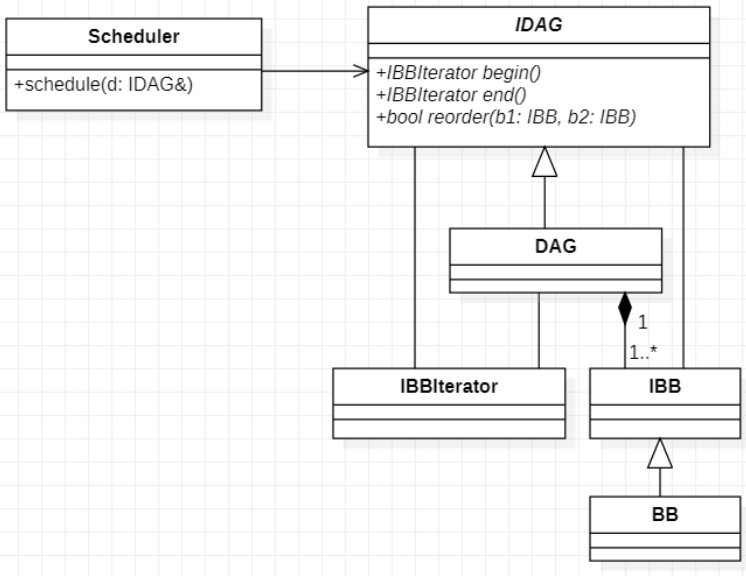 Scheduler
+schedule(d: IDAG&)
IDAG
+IBBIterator begin()
+IBBIterator end()
+bool reorder(b1: IBB, b2: IBB)
DAG
1
1..*
IBBIterator
IBB
BB